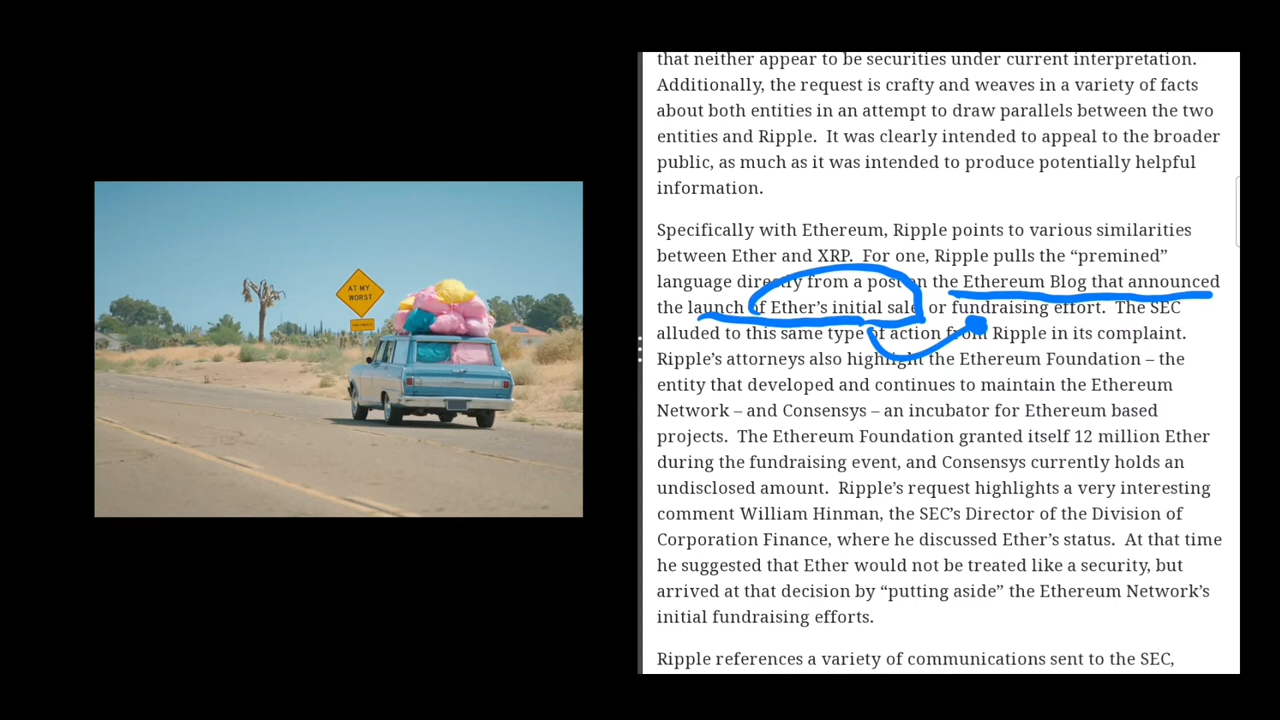 AT MY
WORST
that neither appear to be securities under current interpretation.
Additionally, the request is crafty and weaves in a variety of facts
about both entities in an attempt to draw parallels between the two
entities and Ripple.  It was clearly intended to appeal to the broader
public, as much as it was intended to produce potentially helpful
information.
Specifically with Ethereum, Ripple points to various similarities
between Ether and XRP.  For one, Ripple pulls the “premined”
language directly from a post on the Ethereum Blog that announced
the launch of Ether’s initial sale or fundraising effort.  The SEC
alluded to this same type of action from Ripple in its complaint.
Ripple’s attorneys also highlight the Ethereum Foundation – the
entity that developed and continues to maintain the Ethereum
Network – and Consensys – an incubator for Ethereum based
projects.  The Ethereum Foundation granted itself 12 million Ether
during the fundraising event, and Consensys currently holds an
undisclosed amount.  Ripple’s request highlights a very interesting
comment William Hinman, the SEC’s Director of the Division of
Corporation Finance, where he discussed Ether’s status.  At that time
he suggested that Ether would not be treated like a security, but
arrived at that decision by “putting aside” the Ethereum Network’s
initial fundraising efforts.
Ripple references a variety of communications sent to the SEC,